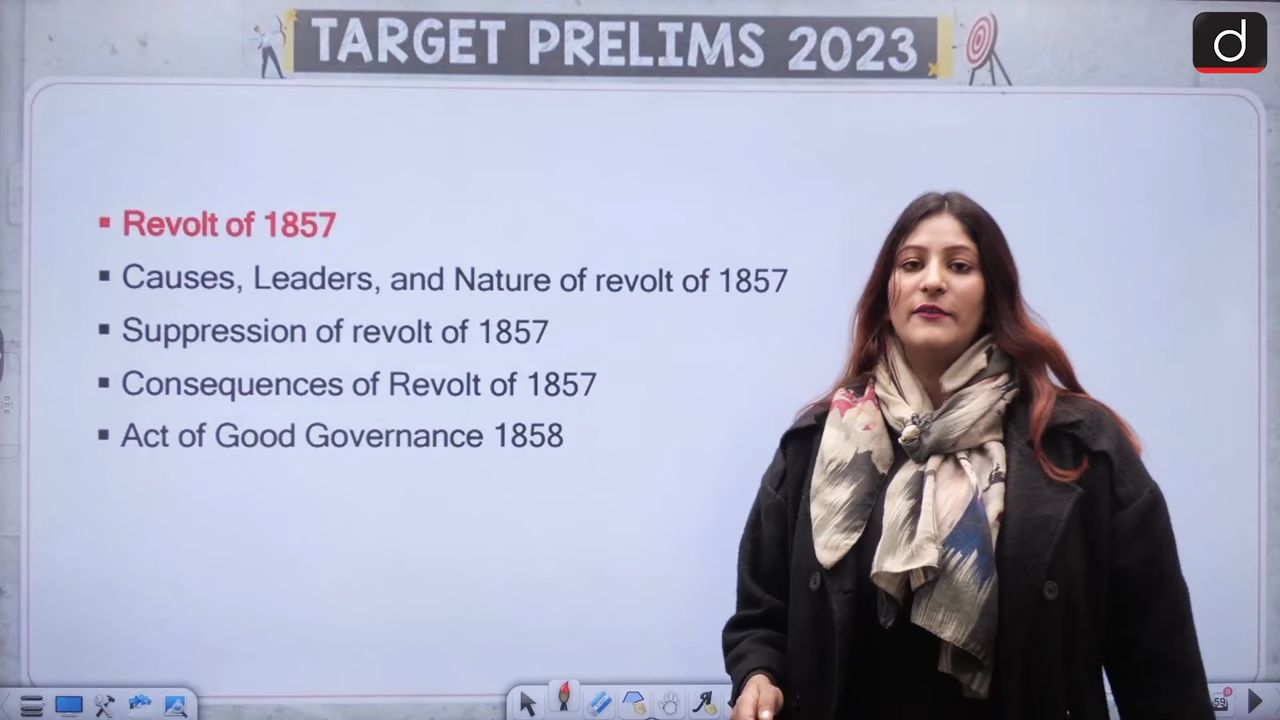 TARGET PRELIMS 2023
d
Revolt of 1857
Causes, Leaders, and Nature of revolt of 1857
Suppression of revolt of 1857
Consequences of Revolt of 1857
Act of Good Governance 1858
59